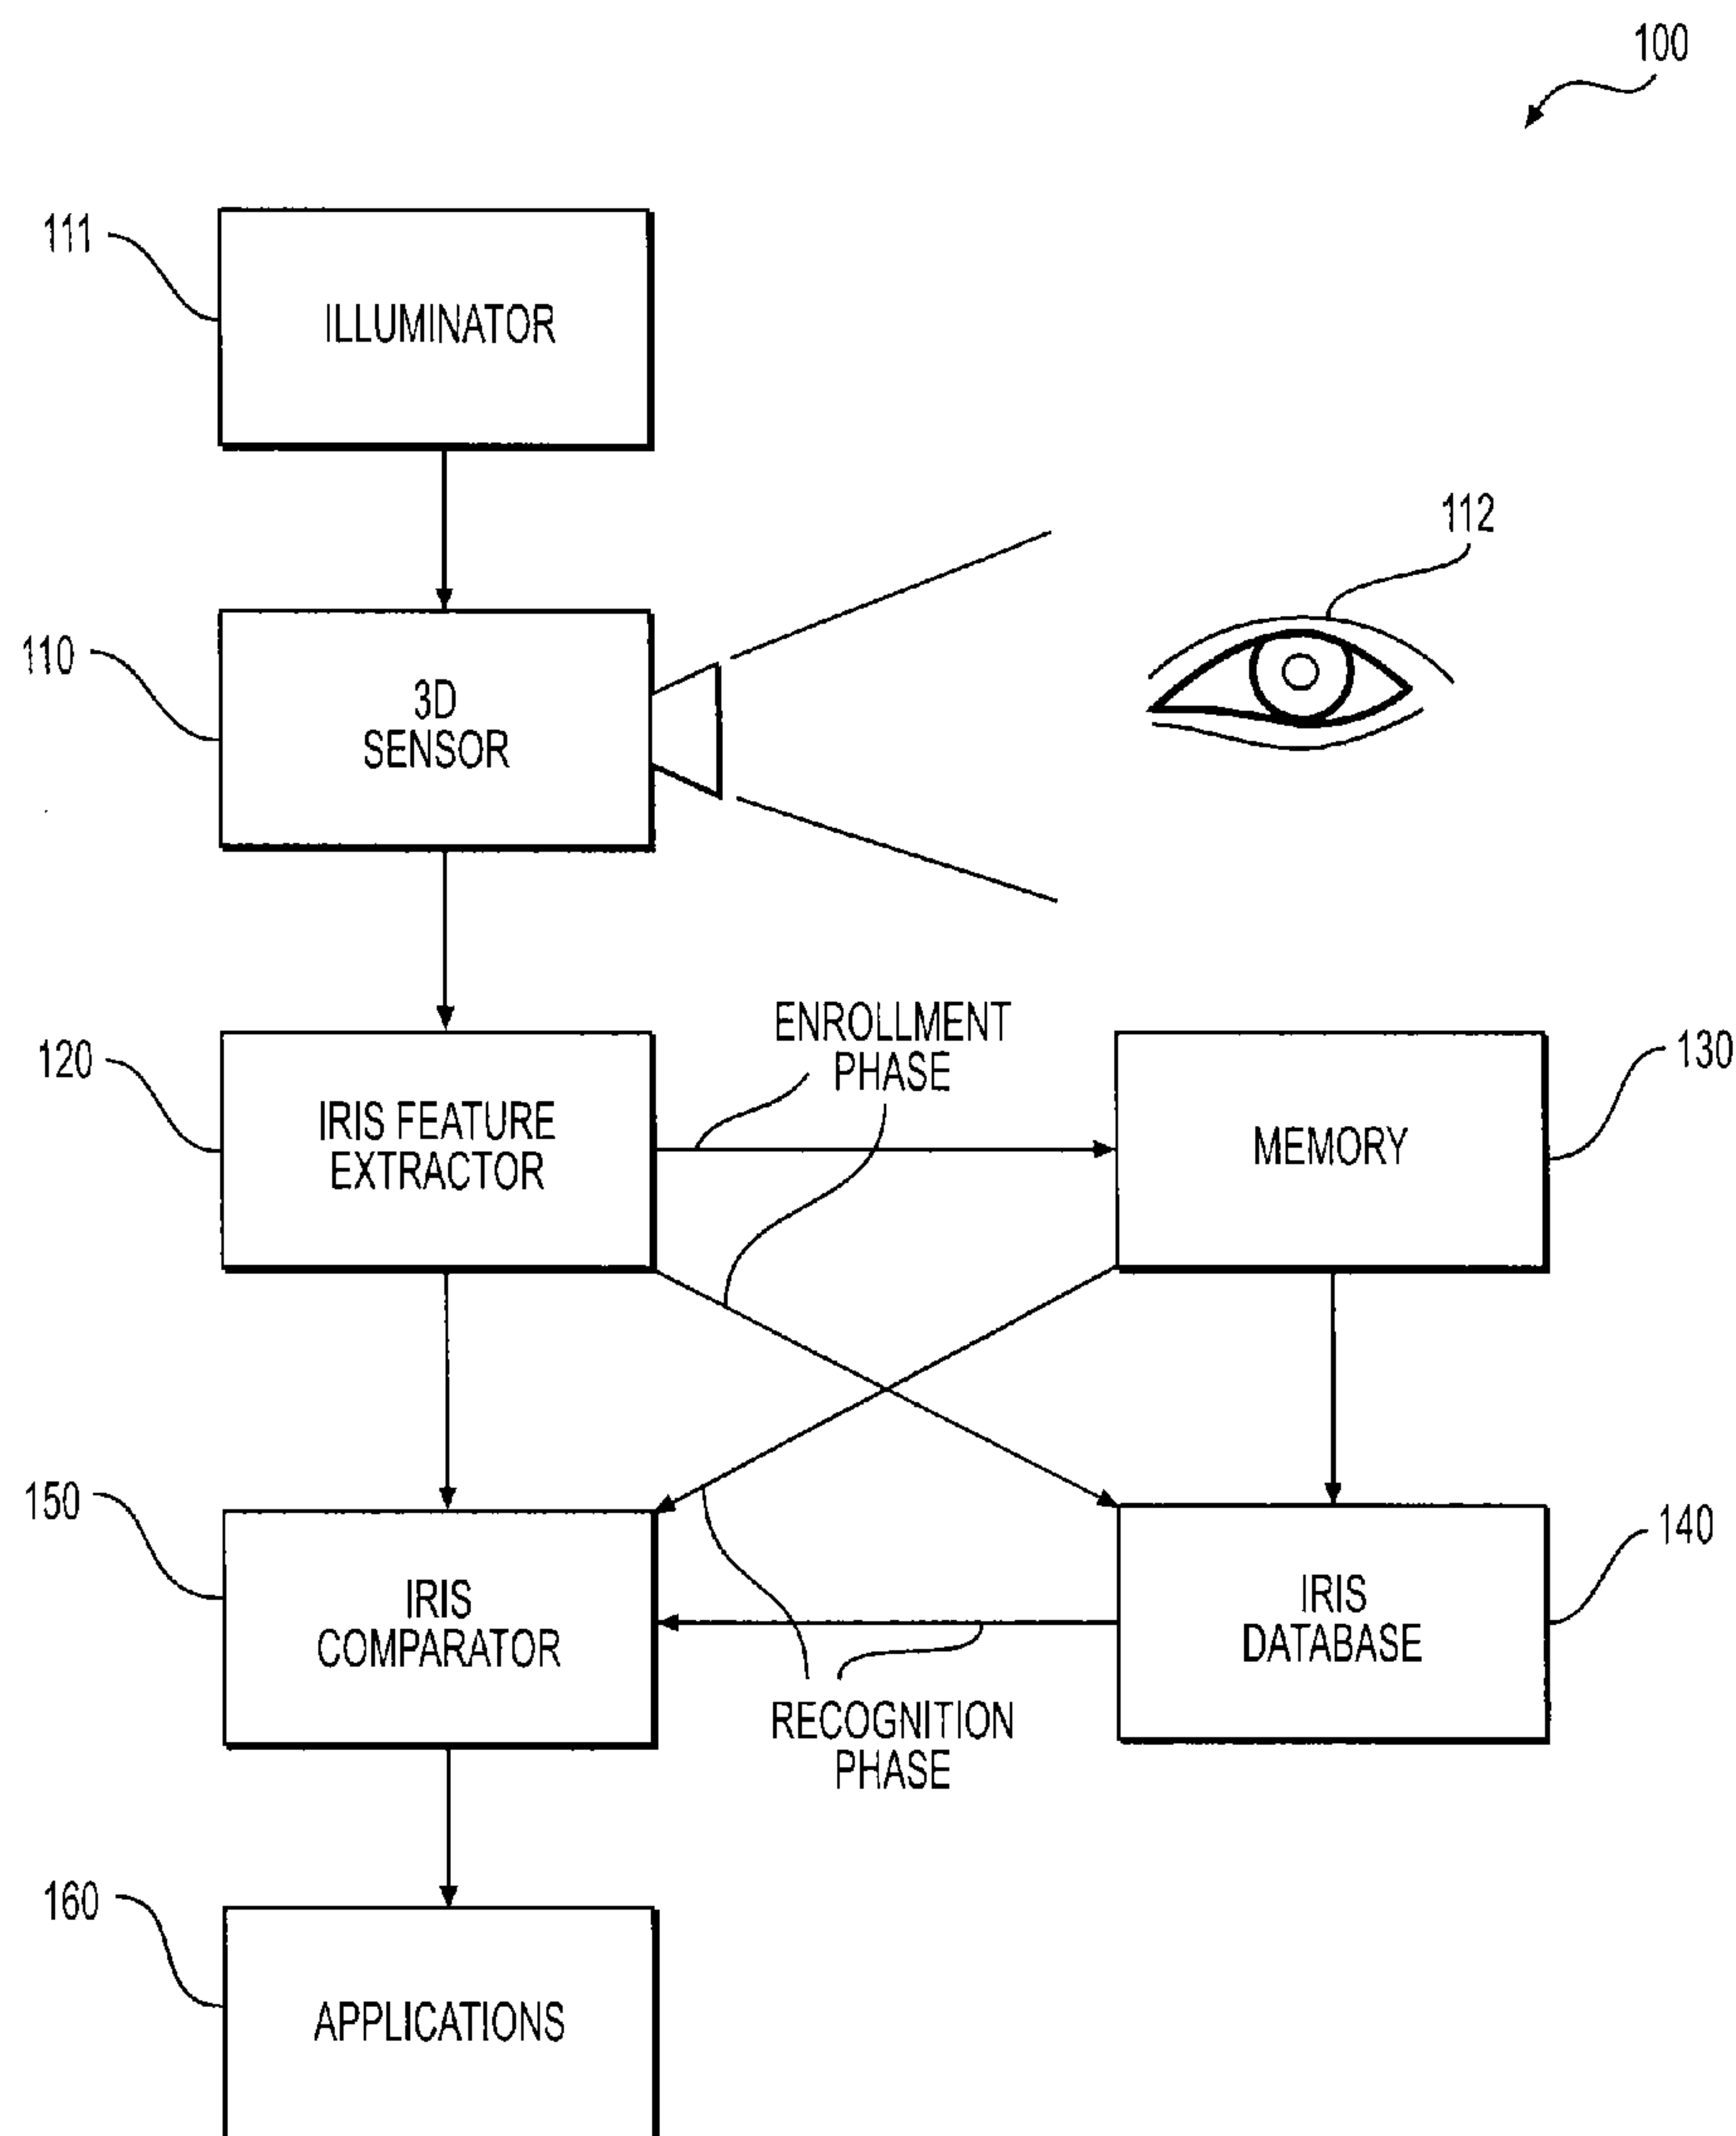 100
111
ILLUMINATOR
112
110
3D
SENSOR
ENROLLMENT
PHASE
120
130
IRIS FEATURE
EXTRACTOR
MEMORY
150
140
IRIS
COMPARATOR
IRIS
DATABASE
RECOGNITION
PHASE
160
APPLICATIONS